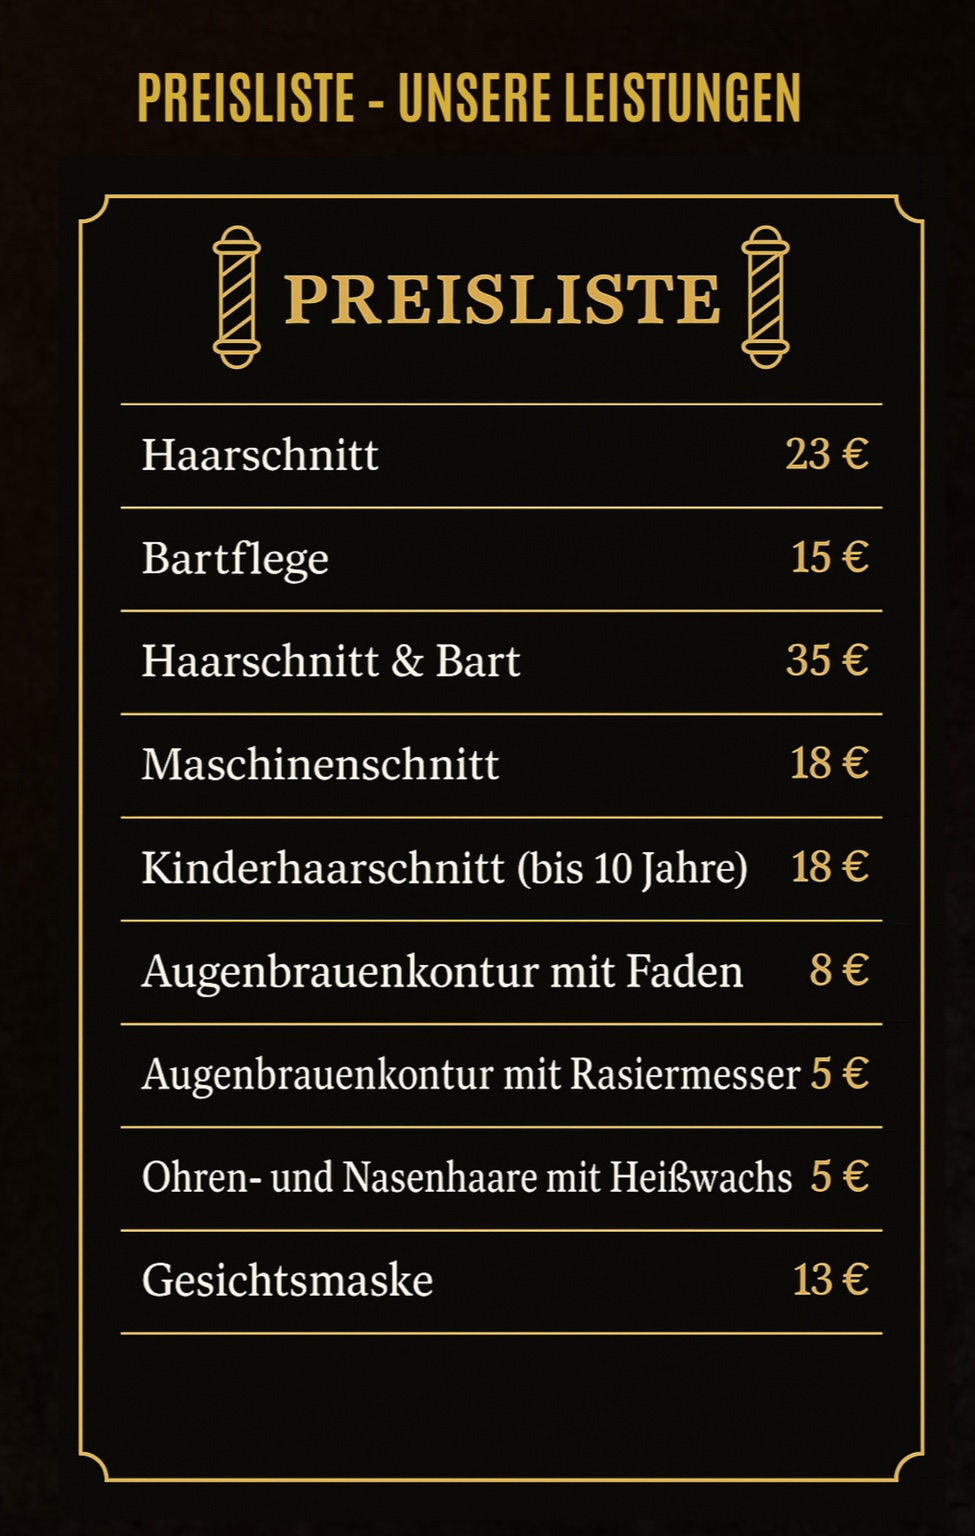 PREISLISTE - UNSERE LEISTUNGEN
PREISLISTE
Haarschnitt 23 €
Bartflege 15 €
Haarschnitt & Bart 35 €
Maschinenschnitt 18 €
Kinderhaarschnitt (bis 10 Jahre) 18 €
Augenbrauenkontur mit Faden 8 €
Augenbrauenkontur mit Rasiermesser 5 €
Ohren- und Nasenhaare mit Heißwachs 5 €
Gesichtsmaske 13 €